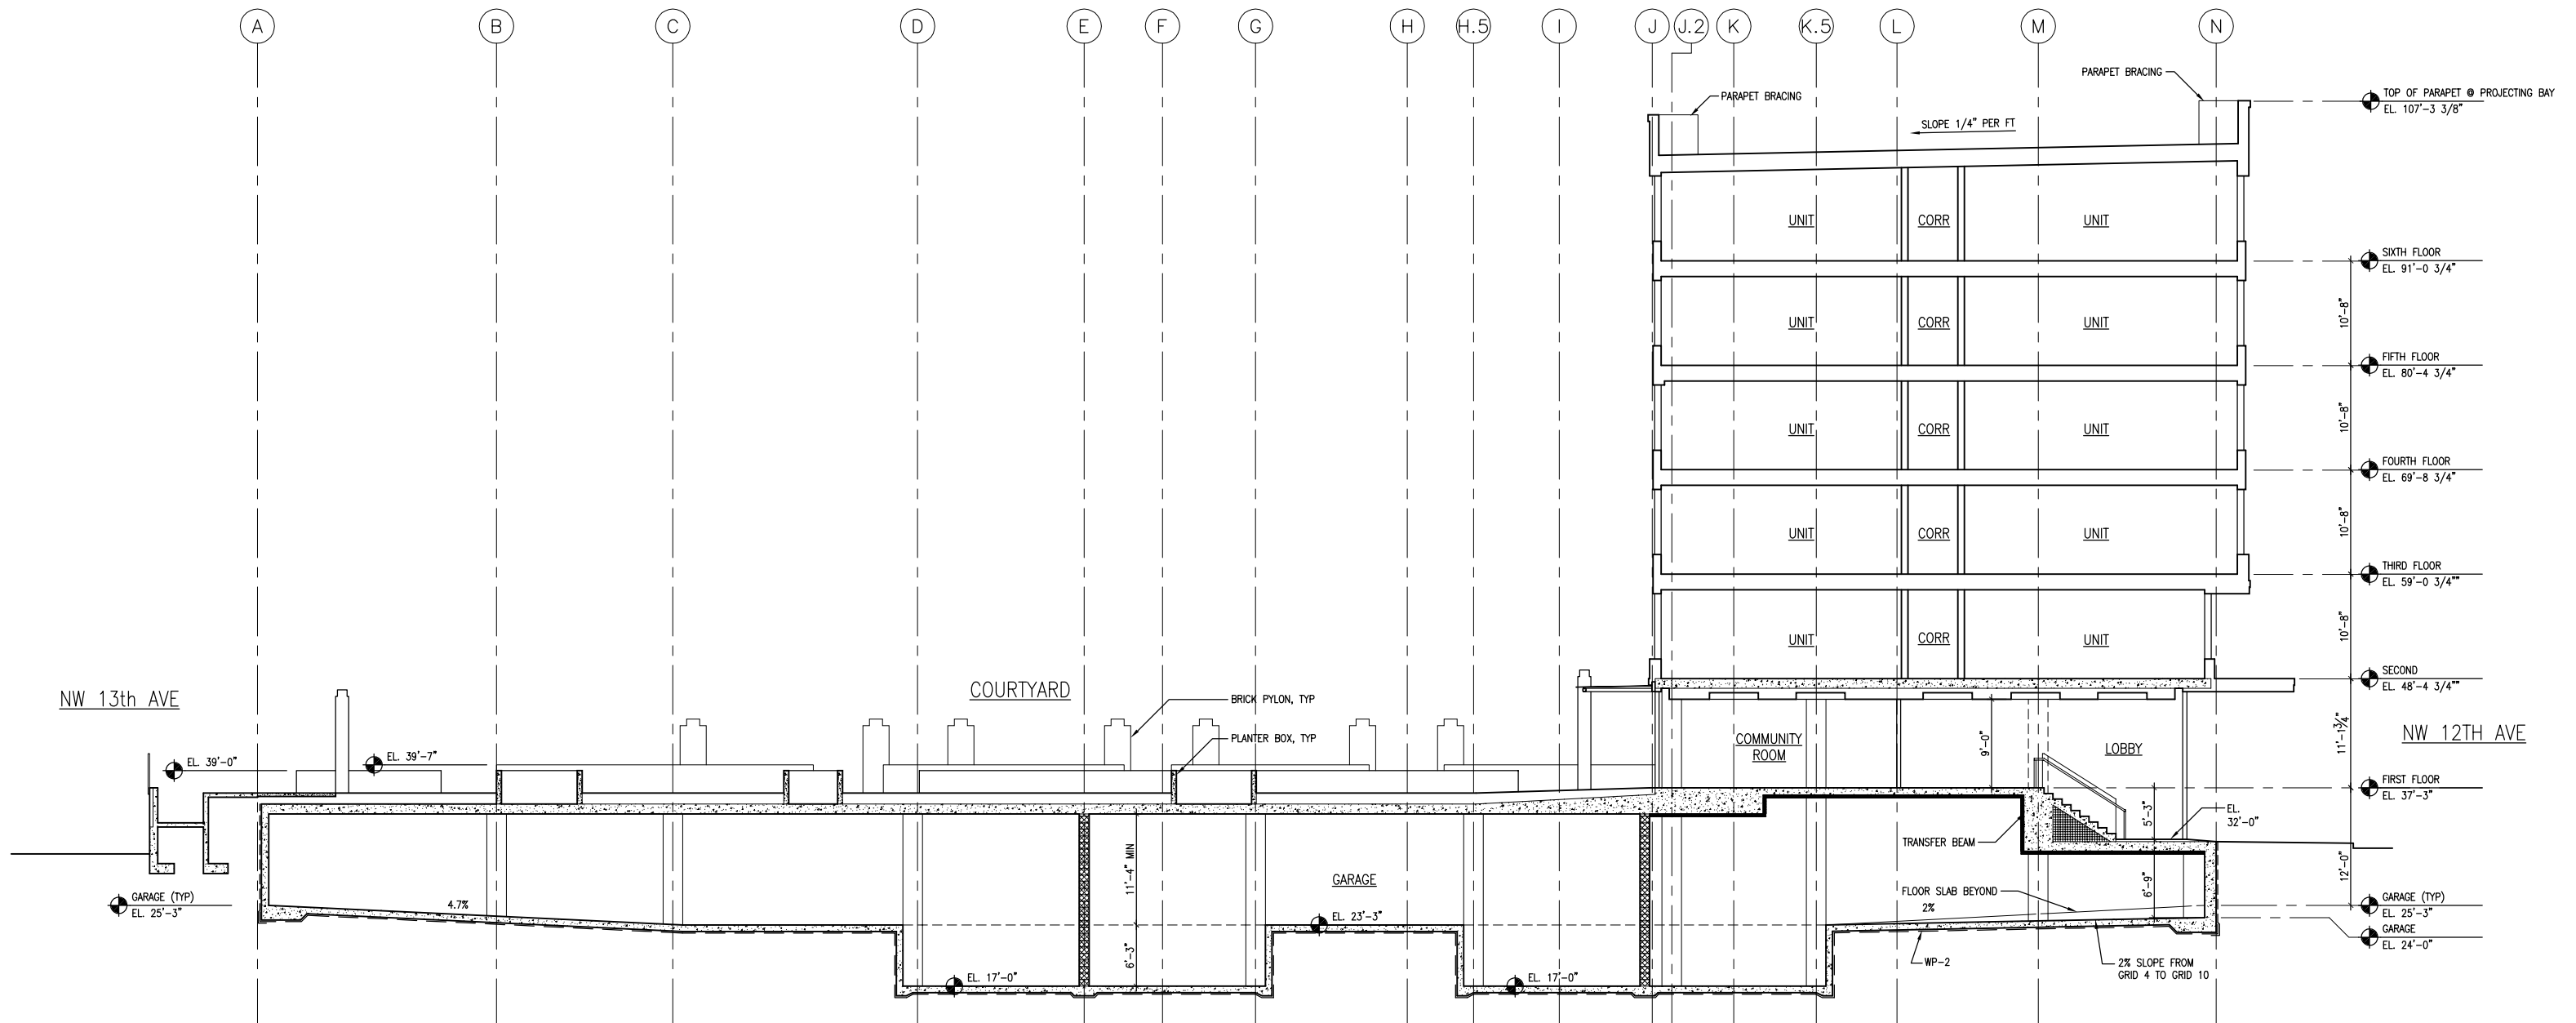 A
B
C
D
E
F
G
H
H.5
I
J
J.2
K
K.5
L
M
N
PARAPET BRACING
PARAPET BRACING
TOP OF PARAPET @ PROJECTING BAY
EL. 107'-3 3/8"
SLOPE 1/4" PER FT
UNIT
CORR
UNIT
SIXTH FLOOR
EL. 91'-0 3/4"
10'-8"
UNIT
CORR
UNIT
FIFTH FLOOR
EL. 80'-4 3/4"
10'-8"
UNIT
CORR
UNIT
FOURTH FLOOR
EL. 69'-8 3/4"
10'-8"
UNIT
CORR
UNIT
THIRD FLOOR
EL. 59'-0 3/4""
10'-8"
UNIT
CORR
UNIT
SECOND
EL. 48'-4 3/4""
NW 13th AVE
COURTYARD
BRICK PYLON, TYP
PLANTER BOX, TYP
COMMUNITY
ROOM
9'-0"
LOBBY
11'-1¾"
NW 12TH AVE
EL. 39'-0"
EL. 39'-7"
FIRST FLOOR
EL. 37'-3"
5'-3"
EL.
32'-0"
TRANSFER BEAM
12'-0"
11'-4" MIN
GARAGE
6'-9"
FLOOR SLAB BEYOND
2%
GARAGE (TYP)
EL. 25'-3"
4.7%
EL. 23'-3"
GARAGE (TYP)
EL. 25'-3"
GARAGE
EL. 24'-0"
6'-3"
WP-2
2% SLOPE FROM
GRID 4 TO GRID 10
EL. 17'-0"
EL. 17'-0"